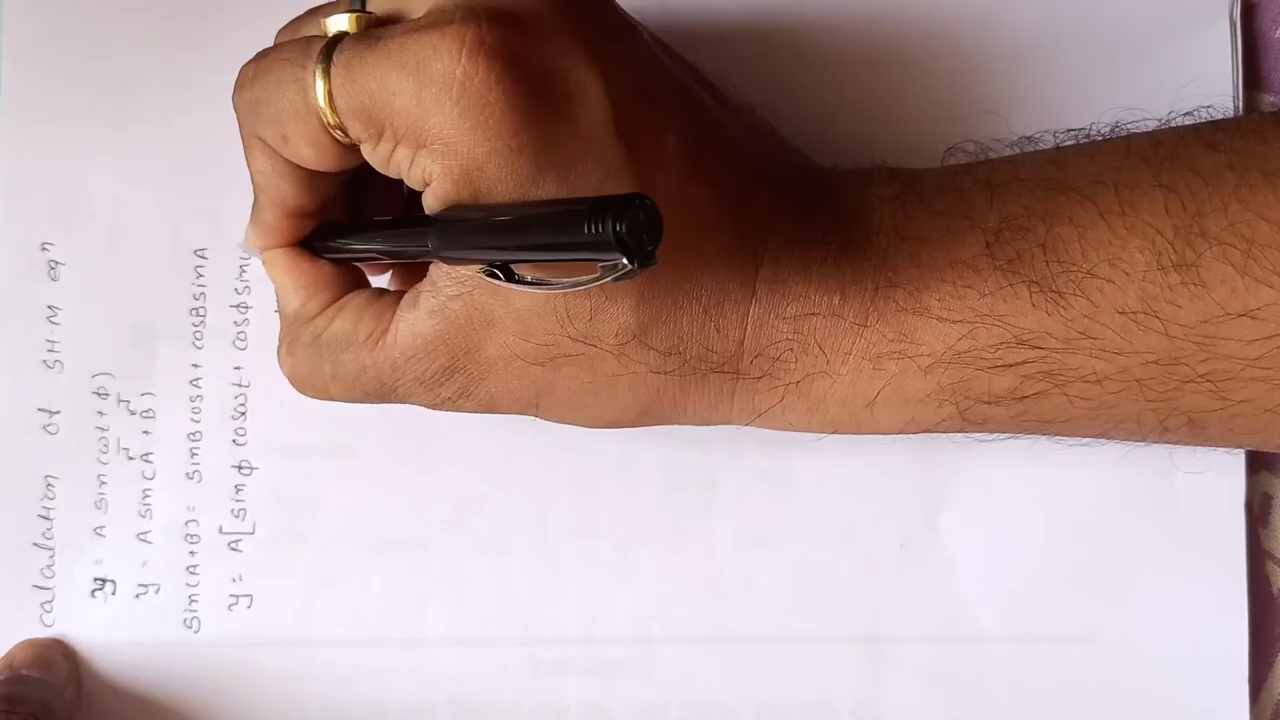 calculation of S.H.M eqⁿ
y = A sin(ωt + φ)
y = A sin(A + B)
sin(A+B) = sinB cosA + cosB sinA
y = A[sinφ cosωt + cosφ sin